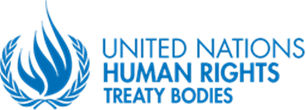 UNITED NATIONS
HUMAN RIGHTS
TREATY BODIES